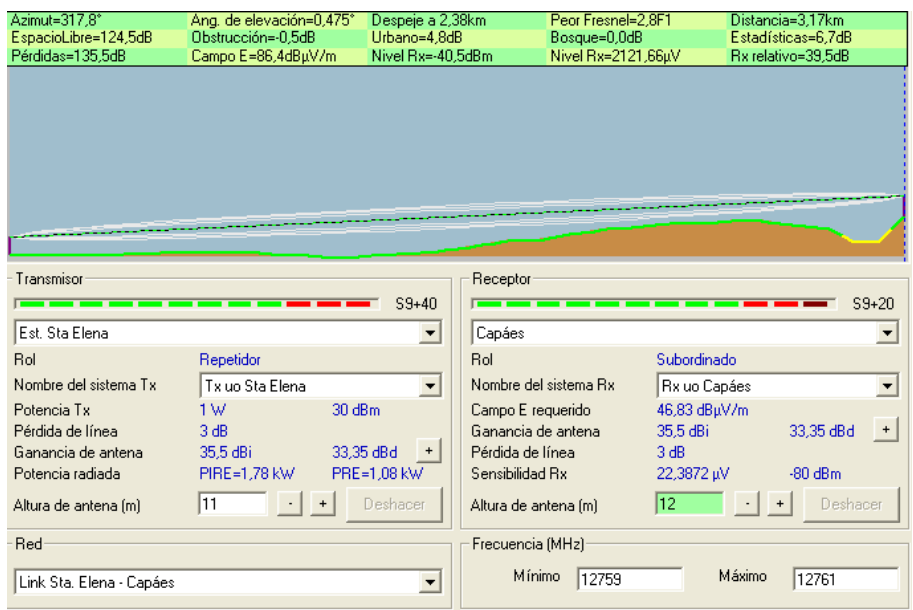 Azimut=317,8° Ang. de elevación=0,475° Despeje a 2,38km Peor Fresnel=2,8F1 Distancia=3,17km
EspacioLibre=124,5dB Obstrucción=-0,5dB Urbano=4,8dB Bosque=0,0dB Estadísticas=6,7dB
Pérdidas=135,5dB Campo E=86,4dBµV/m Nivel Rx=-40,5dBm Nivel Rx=2121,66µV Rx relativo=39,5dB
Transmisor
S9+40
Est. Sta Elena
Rol Repetidor
Nombre del sistema Tx Tx uo Sta Elena
Potencia Tx 1 W 30 dBm
Pérdida de línea 3 dB
Ganancia de antena 35,5 dBi 33,35 dBd +
Potencia radiada PIRE=1,78 kW PRE=1,08 kW
Altura de antena (m) 11 - + Deshacer
Red
Link Sta. Elena - Capáes
Receptor
S9+20
Capáes
Rol Subordinado
Nombre del sistema Rx Rx uo Capáes
Campo E requerido 46,83 dBµV/m
Ganancia de antena 35,5 dBi 33,35 dBd +
Pérdida de línea 3 dB
Sensibilidad Rx 22,3872 µV -80 dBm
Altura de antena (m) 12 - + Deshacer
Frecuencia (MHz)
Mínimo 12759 Máximo 12761